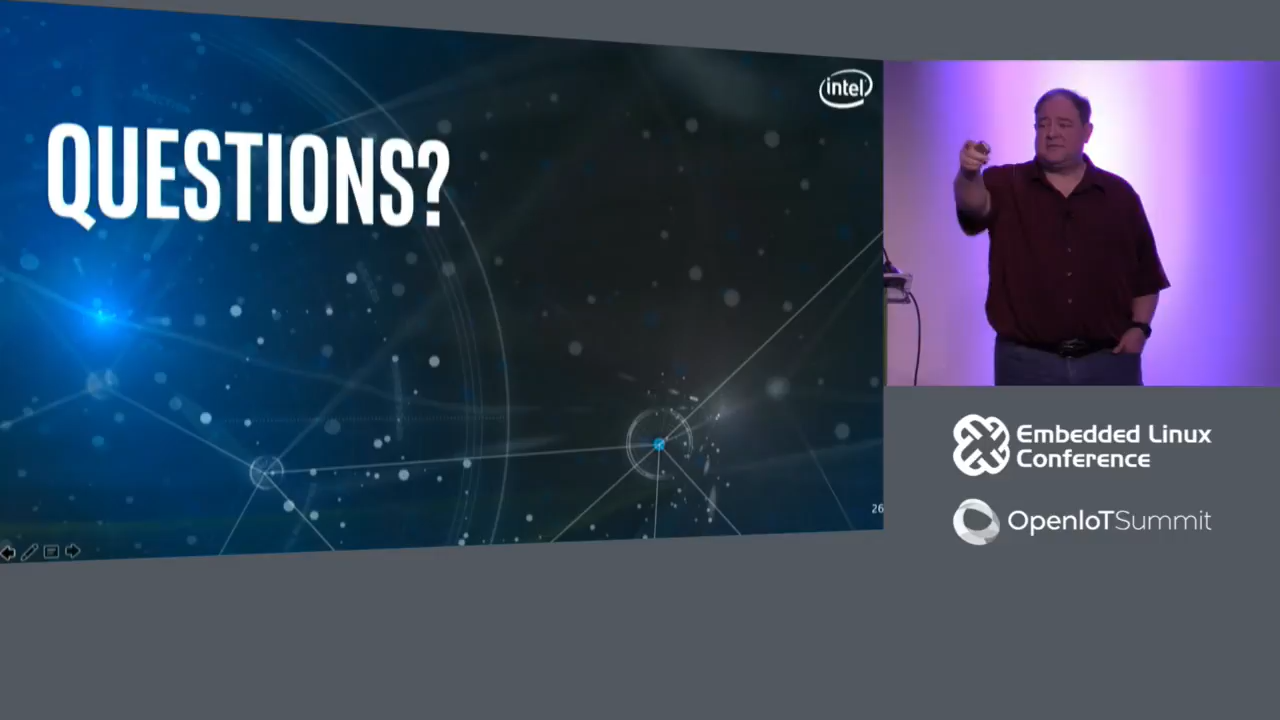 QUESTIONS?
intel
26
Embedded Linux
Conference
OpenIoTSummit